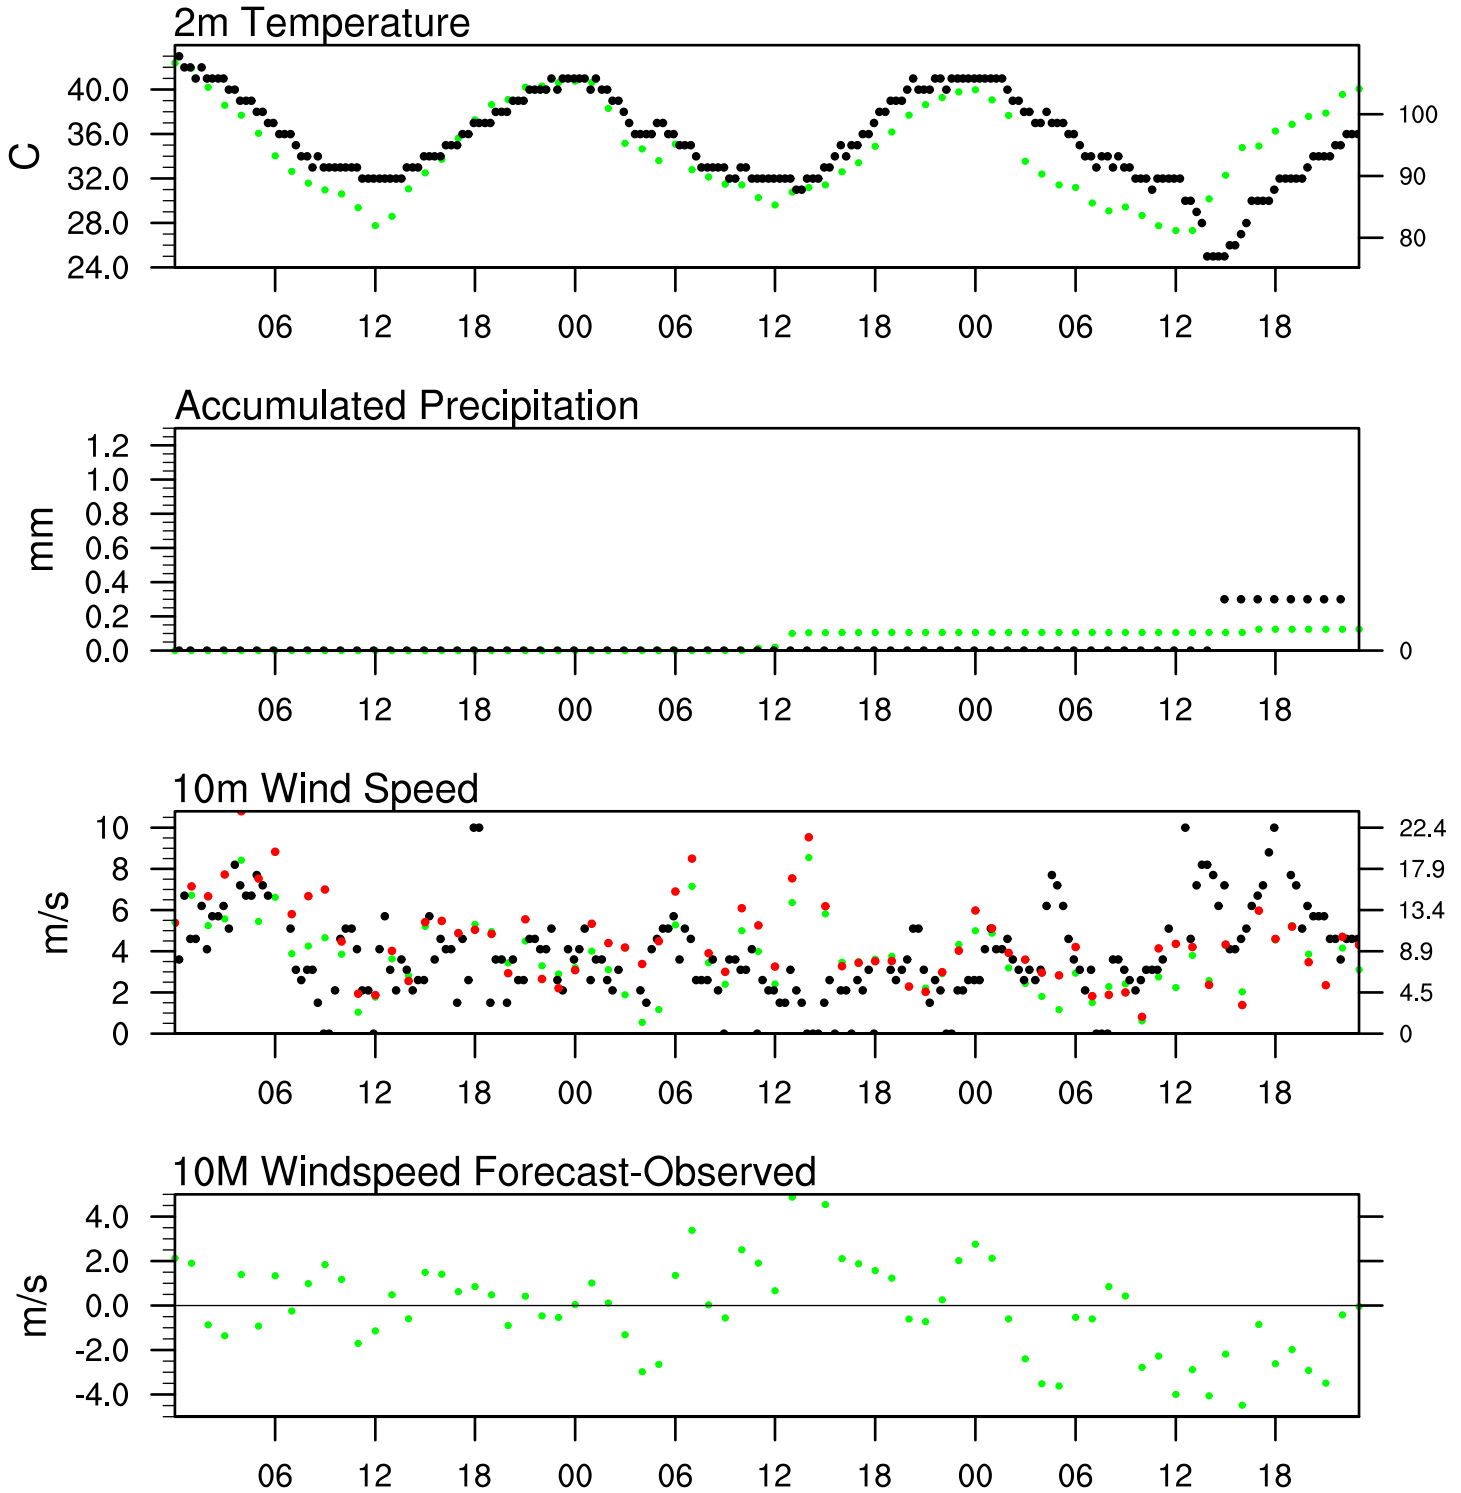 2m Temperature
C
40.0
36.0
32.0
28.0
24.0
100
90
80
06 12 18 00 06 12 18 00 06 12 18
Accumulated Precipitation
mm
1.2
1.0
0.8
0.6
0.4
0.2
0.0
0
06 12 18 00 06 12 18 00 06 12 18
10m Wind Speed
m/s
10
8
6
4
2
0
22.4
17.9
13.4
8.9
4.5
0
06 12 18 00 06 12 18 00 06 12 18
10M Windspeed Forecast-Observed
m/s
4.0
2.0
0.0
-2.0
-4.0
06 12 18 00 06 12 18 00 06 12 18